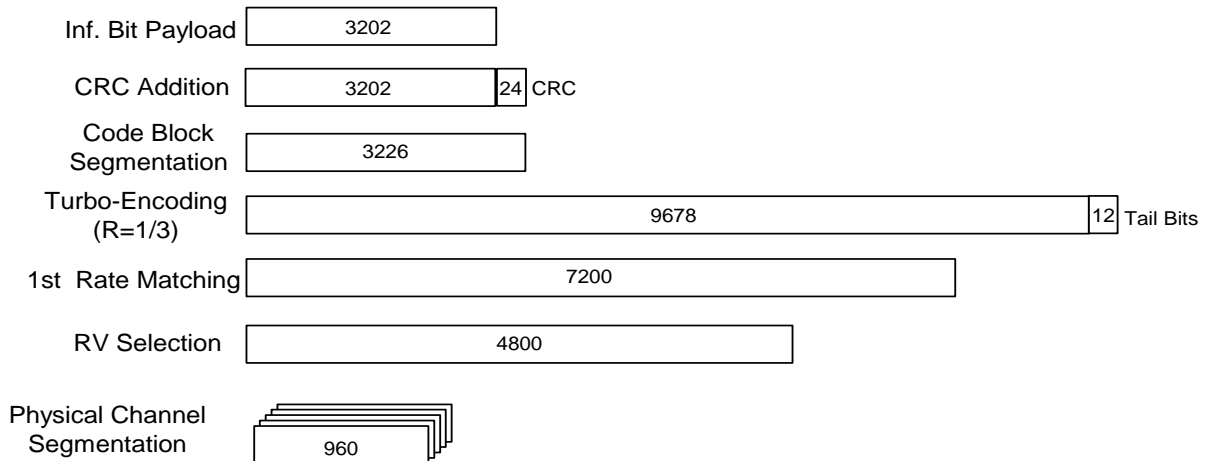 Inf. Bit Payload 3202
CRC Addition 3202 24 CRC
Code Block
Segmentation 3226
Turbo-Encoding
(R=1/3) 9678 12 Tail Bits
1st Rate Matching 7200
RV Selection 4800
Physical Channel
Segmentation 960